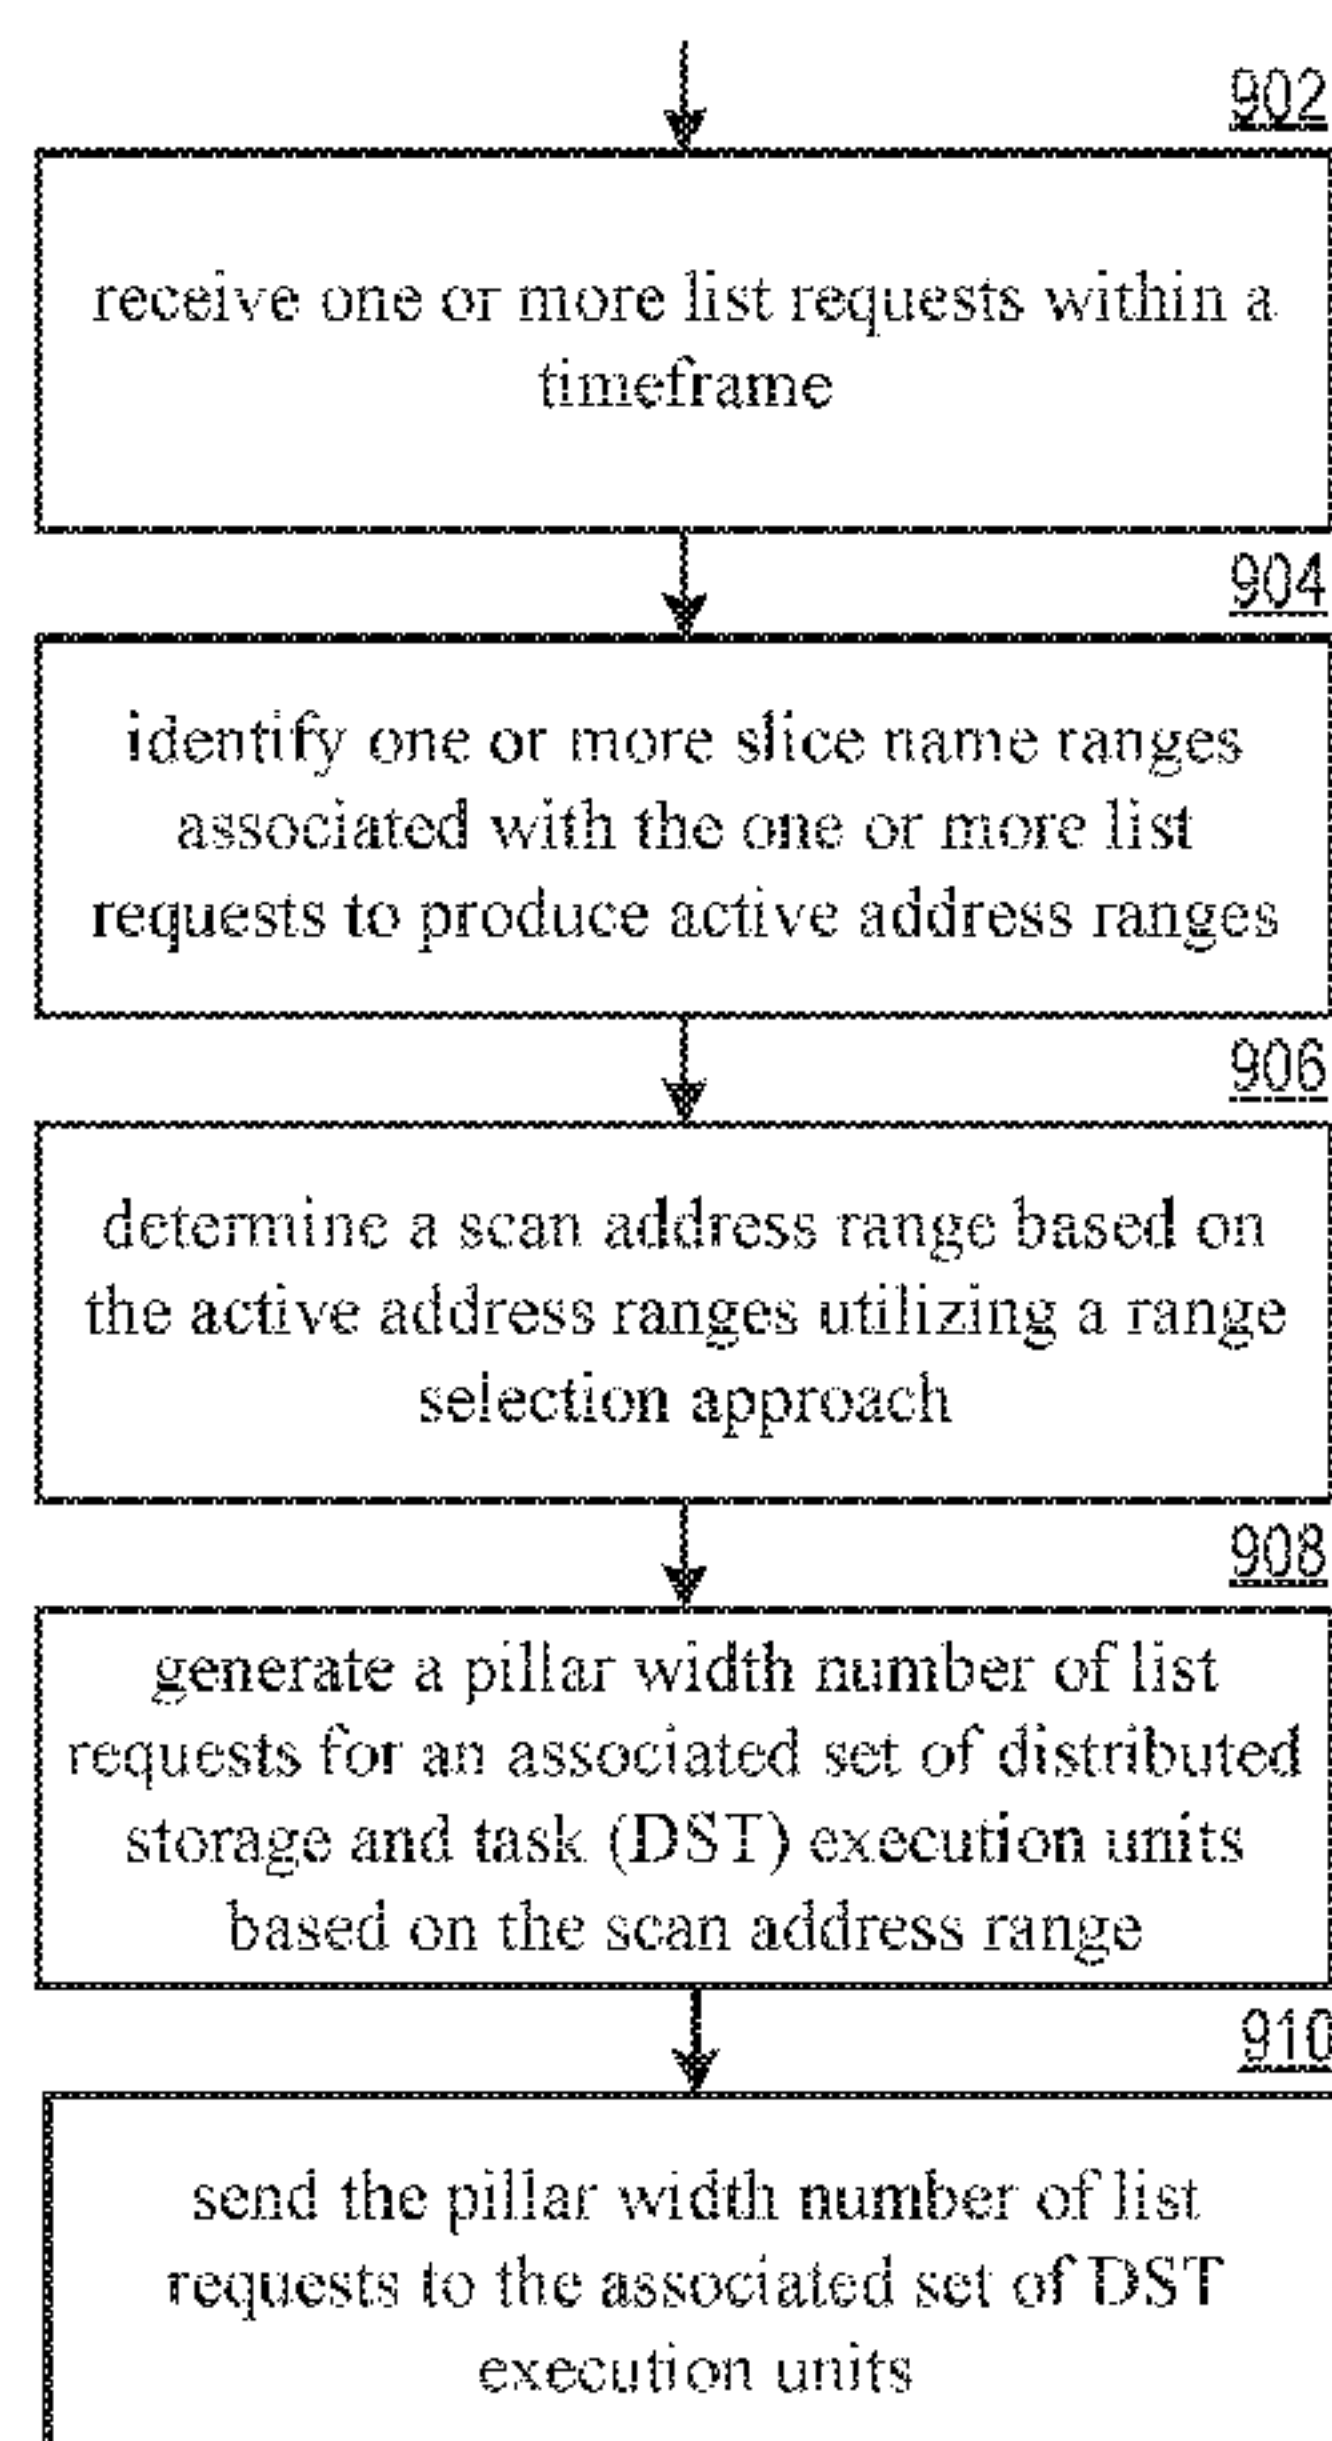 902
receive one or more list requests within a
timeframe
904
identify one or more slice name ranges
associated with the one or more list
requests to produce active address ranges
906
determine a scan address range based on
the active address ranges utilizing a range
selection approach
908
generate a pillar width number of list
requests for an associated set of distributed
storage and task (DST) execution units
based on the scan address range
910
send the pillar width number of list
requests to the associated set of DST
execution units